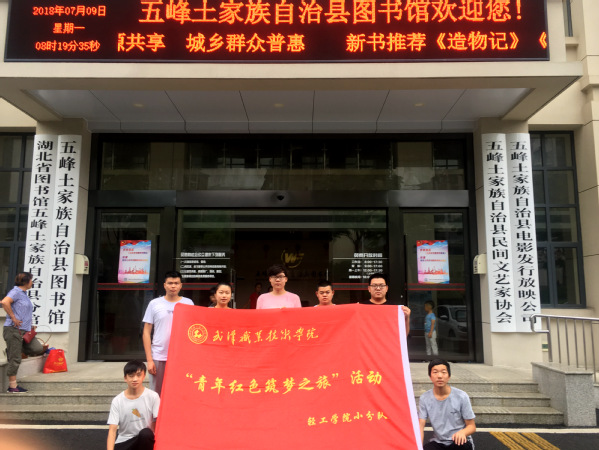 2018年07月09日
星期一
08时19分35秒
五峰土家族自治县图书馆欢迎您!
源共享 城乡群众普惠 新书推荐《造物记》《
湖北省图书馆五峰土家族自治县分馆
五峰土家族自治县图书馆
五峰土家族自治县民间文艺家协会
五峰土家族自治县电影发行放映公司
武汉职业技术学院
“青年红色筑梦之旅”活动
轻工学院小分队